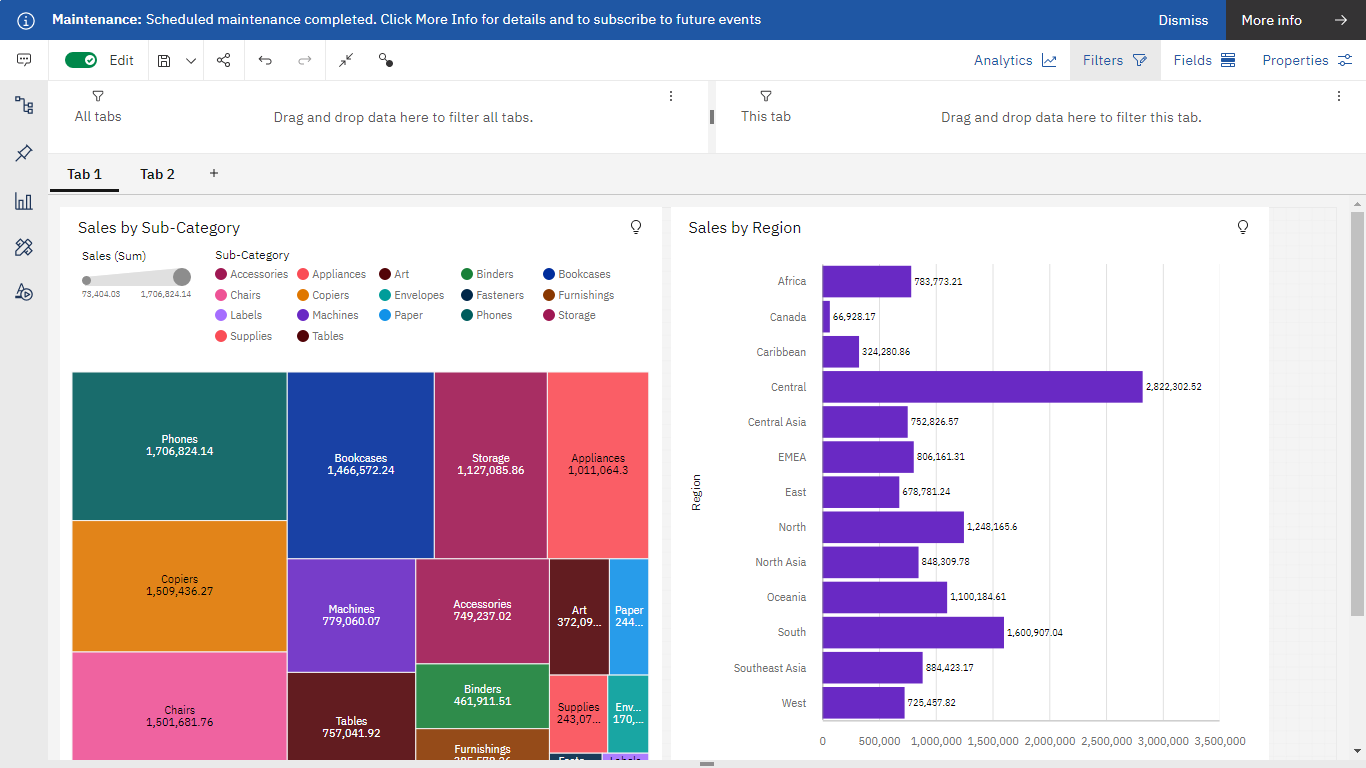 Maintenance: Scheduled maintenance completed. Click More Info for details and to subscribe to future events
Dismiss
More info
Edit
Analytics
Filters
Fields
Properties
All tabs
Drag and drop data here to filter all tabs.
This tab
Drag and drop data here to filter this tab.
Tab 1
Tab 2
+
Sales by Sub-Category
Sales (Sum)
73,404.03
1,706,824.14
Sub-Category
Accessories
Appliances
Art
Binders
Bookcases
Chairs
Copiers
Envelopes
Fasteners
Furnishings
Labels
Machines
Paper
Phones
Storage
Supplies
Tables
Phones
1,706,824.14
Copiers
1,509,436.27
Chairs
1,501,681.76
Bookcases
1,466,572.24
Storage
1,127,085.86
Appliances
1,011,064.3
Machines
779,060.07
Tables
757,041.92
Accessories
749,237.02
Binders
461,911.51
Furnishings
Art
372,09...
Paper
244...
Supplies
243,07...
Env...
170,...
Sales by Region
Region
Africa 783,773.21
Canada 66,928.17
Caribbean 324,280.86
Central 2,822,302.52
Central Asia 752,826.57
EMEA 806,161.31
East 678,781.24
North 1,248,165.6
North Asia 848,309.78
Oceania 1,100,184.61
South 1,600,907.04
Southeast Asia 884,423.17
West 725,457.82
0 500,000 1,000,000 1,500,000 2,000,000 2,500,000 3,000,000 3,500,000